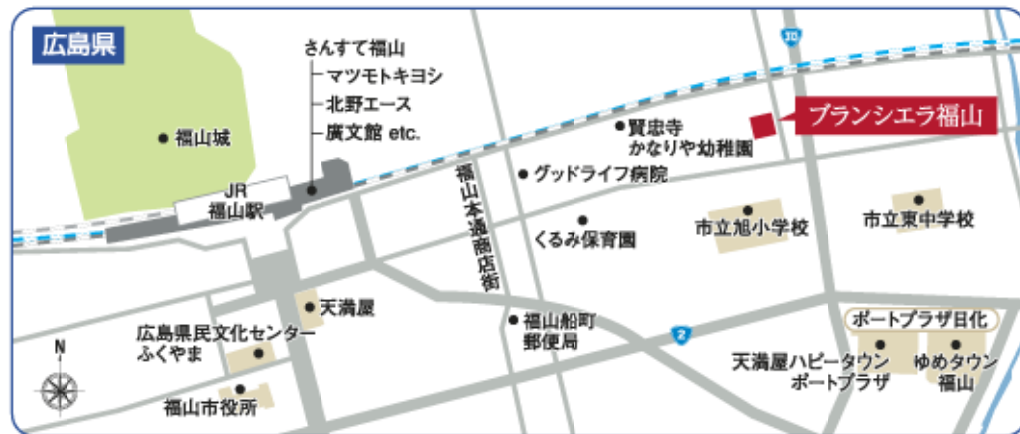 広島県
さんすて福山
マツモトキヨシ
北野エース
廣文館 etc.
313
ブランシエラ福山
賢忠寺
かなりや幼稚園
福山城
グッドライフ病院
JR
福山駅
福山本通商店街
くるみ保育園
市立旭小学校
市立東中学校
天満屋
福山船町
郵便局
2
ポートプラザ日化
広島県民文化センター
ふくやま
天満屋ハピータウン
ポートプラザ
ゆめタウン
福山
N
福山市役所